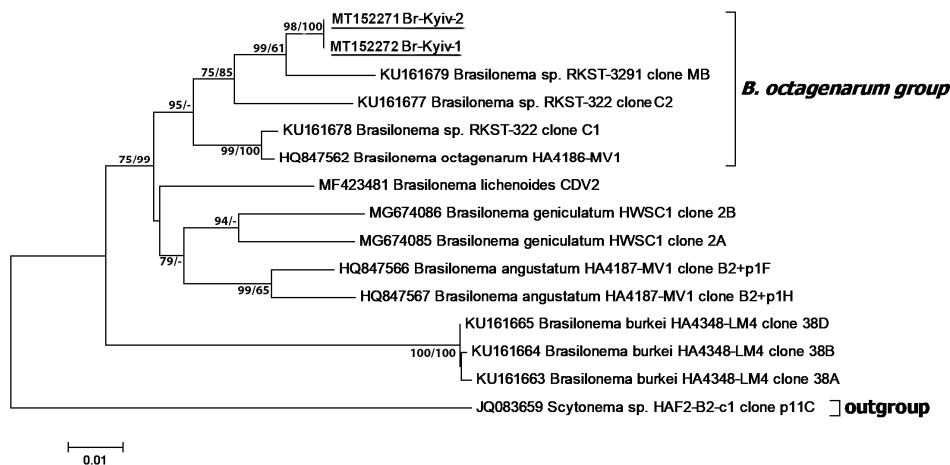 98/100
MT152271 Br-Kyiv-2
MT152272 Br-Kyiv-1
99/61
KU161679 Brasilonema sp. RKST-3291 clone MB
75/85
KU161677 Brasilonema sp. RKST-322 clone C2
95/-
KU161678 Brasilonema sp. RKST-322 clone C1
99/100
HQ847562 Brasilonema octagenarum HA4186-MV1
B. octagenarum group
75/99
MF423481 Brasilonema lichenoides CDV2
MG674086 Brasilonema geniculatum HWSC1 clone 2B
94/-
MG674085 Brasilonema geniculatum HWSC1 clone 2A
79/-
HQ847566 Brasilonema angustatum HA4187-MV1 clone B2+p1F
99/65
HQ847567 Brasilonema angustatum HA4187-MV1 clone B2+p1H
KU161665 Brasilonema burkei HA4348-LM4 clone 38D
100/100
KU161664 Brasilonema burkei HA4348-LM4 clone 38B
KU161663 Brasilonema burkei HA4348-LM4 clone 38A
JQ083659 Scytonema sp. HAF2-B2-c1 clone p11C
outgroup
0.01